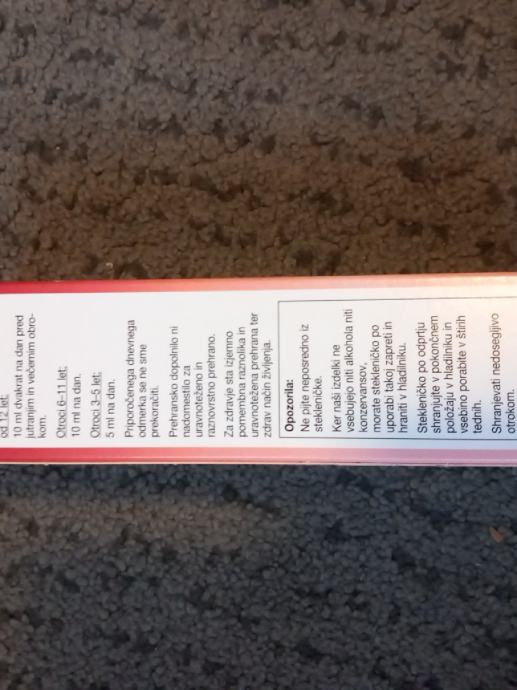 od 12 let:
10 ml dvakrat na dan pred
jutranjim in večernim obro-
kom.
Otroci 6-11 let:
10 ml na dan.
Otroci 3-5 let:
5 ml na dan.
Priporočenega dnevnega
odmerka se ne sme
prekoračiti.
Prehransko dopolnilo ni
nadomestilo za
uravnoteženo in
raznovrstno prehrano.
Za zdravje sta izjemno
pomembna raznolika in
uravnotežena prehrana ter
zdrav način življenja.
Opozorila:
Ne pijte neposredno iz
stekleničke.
Ker naši izdelki ne
vsebujejo niti alkohola niti
konzervansov,
morate stekleničko po
uporabi takoj zapreti in
hraniti v hladilniku.
Stekleničko po odprtju
shranjujte v pokončnem
položaju v hladilniku in
vsebino porabite v štirih
tednih.
Shranjevati nedosegljivo
otrokom.